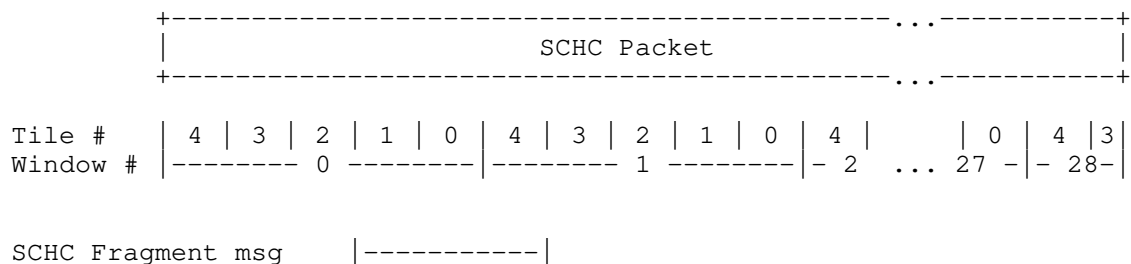 +---------------------------------------------...-----------+
|                       SCHC Packet                         |
+---------------------------------------------...-----------+
Tile #   | 4 | 3 | 2 | 1 | 0 | 4 | 3 | 2 | 1 | 0 | 4 |     | 0 | 4 |3|
Window # |-------- 0 --------|-------- 1 --------|- 2  ... 27 -|- 28-|
SCHC Fragment msg    |-----------|